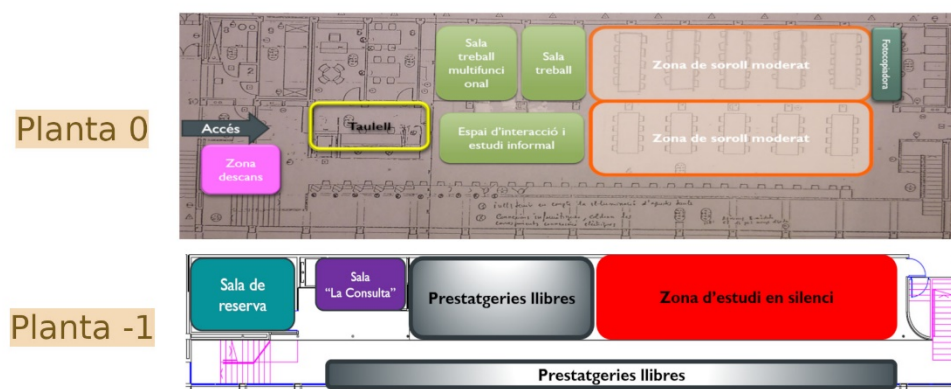 Planta 0
Accés
Zona
descans
Taulell
Sala
treball
multifunci
onal
Sala
treball
Espai d'interacció i
estudi informal
Zona de soroll moderat
Zona de soroll moderat
Fotocopiadora
Planta -1
Sala de
reserva
Sala
"La Consulta"
Prestatgeries llibres
Zona d'estudi en silenci
Prestatgeries llibres